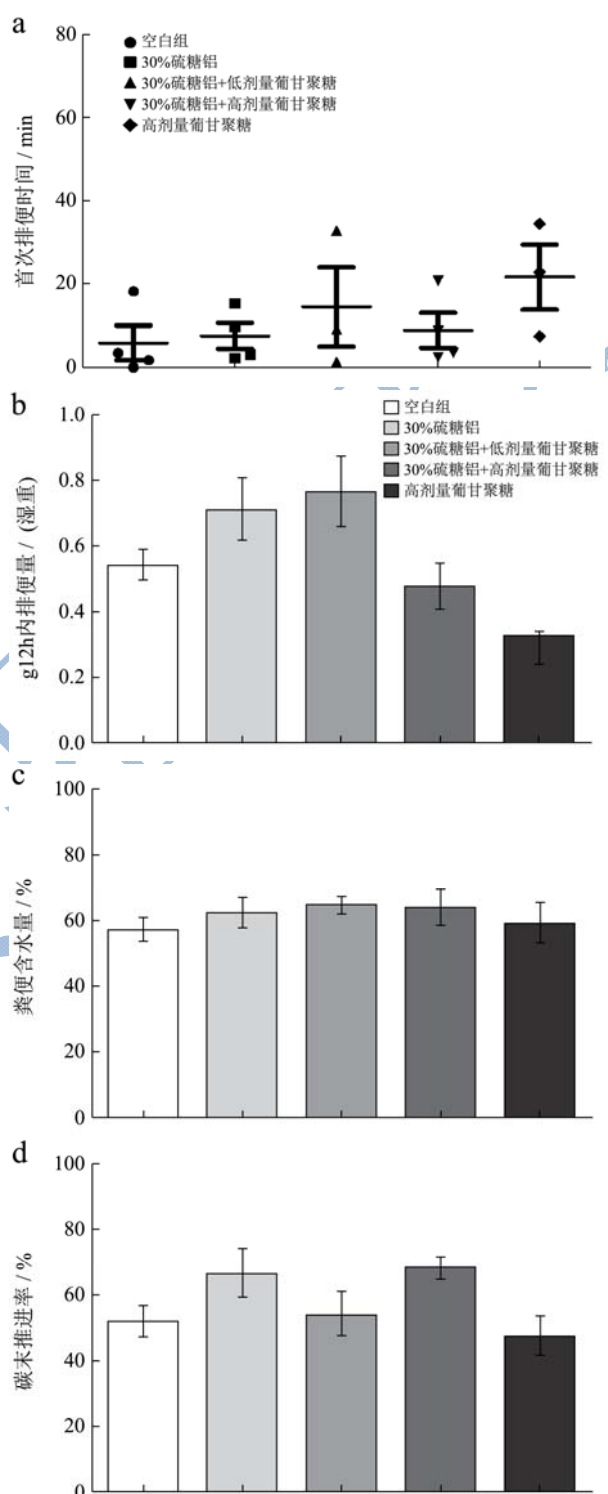 a
80
60
40
20
0
首次排便时间 / min
空白组
30%硫糖铝
30%硫糖铝+低剂量葡甘聚糖
30%硫糖铝+高剂量葡甘聚糖
高剂量葡甘聚糖
b
1.0
0.8
0.6
0.4
0.2
0.0
g12h内排便量 / (湿重)
空白组
30%硫糖铝
30%硫糖铝+低剂量葡甘聚糖
30%硫糖铝+高剂量葡甘聚糖
高剂量葡甘聚糖
c
100
80
60
40
20
0
粪便含水量 / %
d
100
80
60
40
20
0
碳末推进率 / %